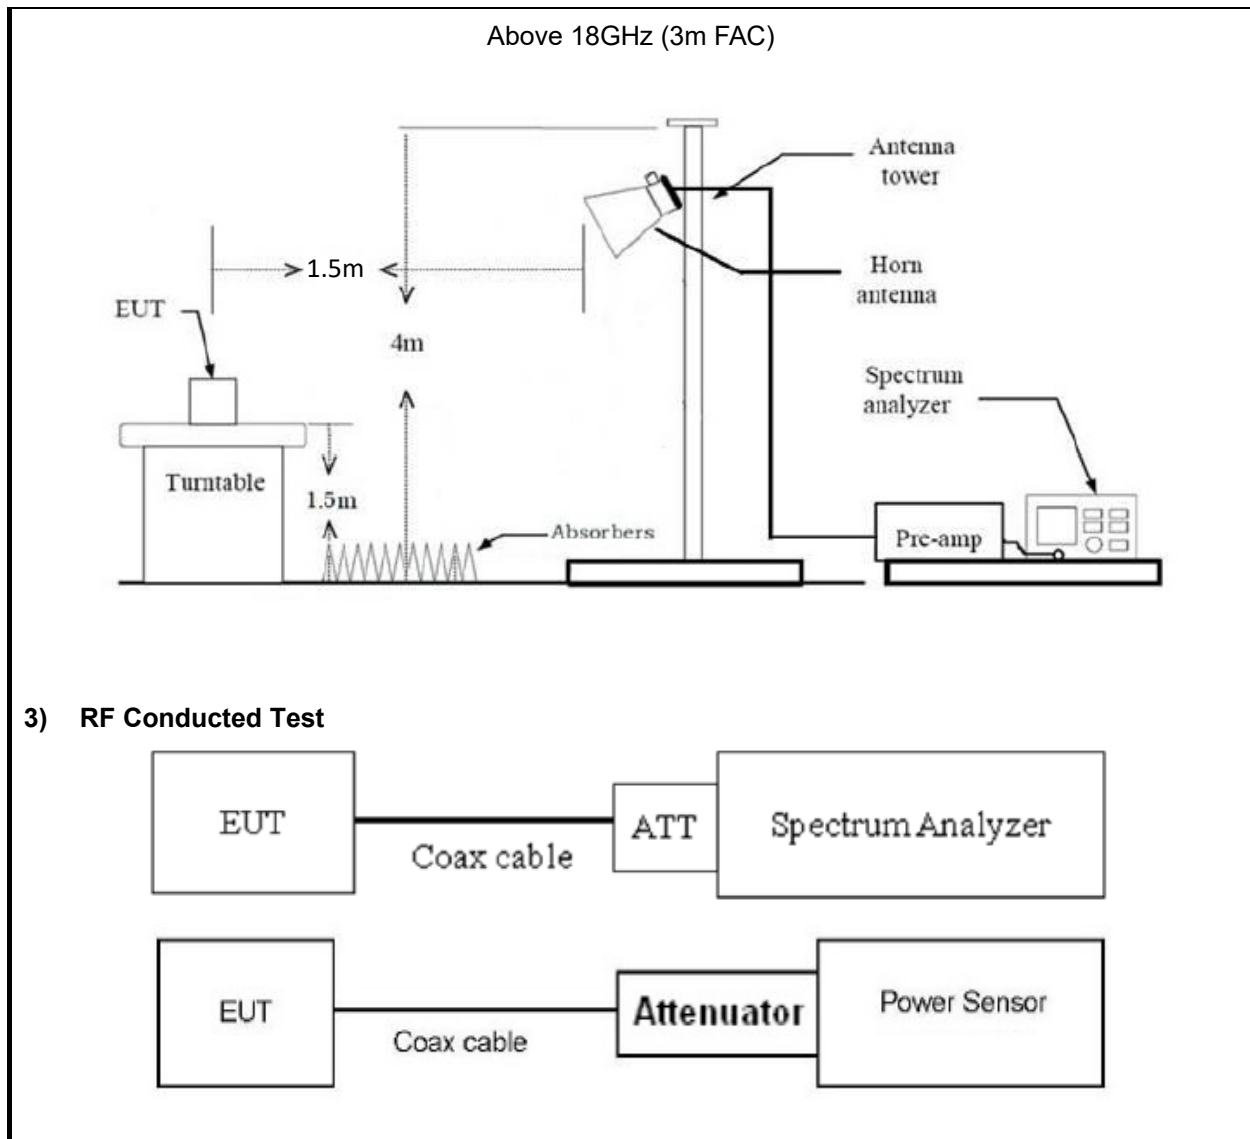 Above 18GHz (3m FAC)
Antenna
tower
1.5m
Horn
antenna
EUT
4m
Spectrum
analyzer
Turntable
1.5m
Absorbers
Pre-amp
3) RF Conducted Test
EUT
Coax cable
ATT
Spectrum Analyzer
EUT
Coax cable
Attenuator
Power Sensor